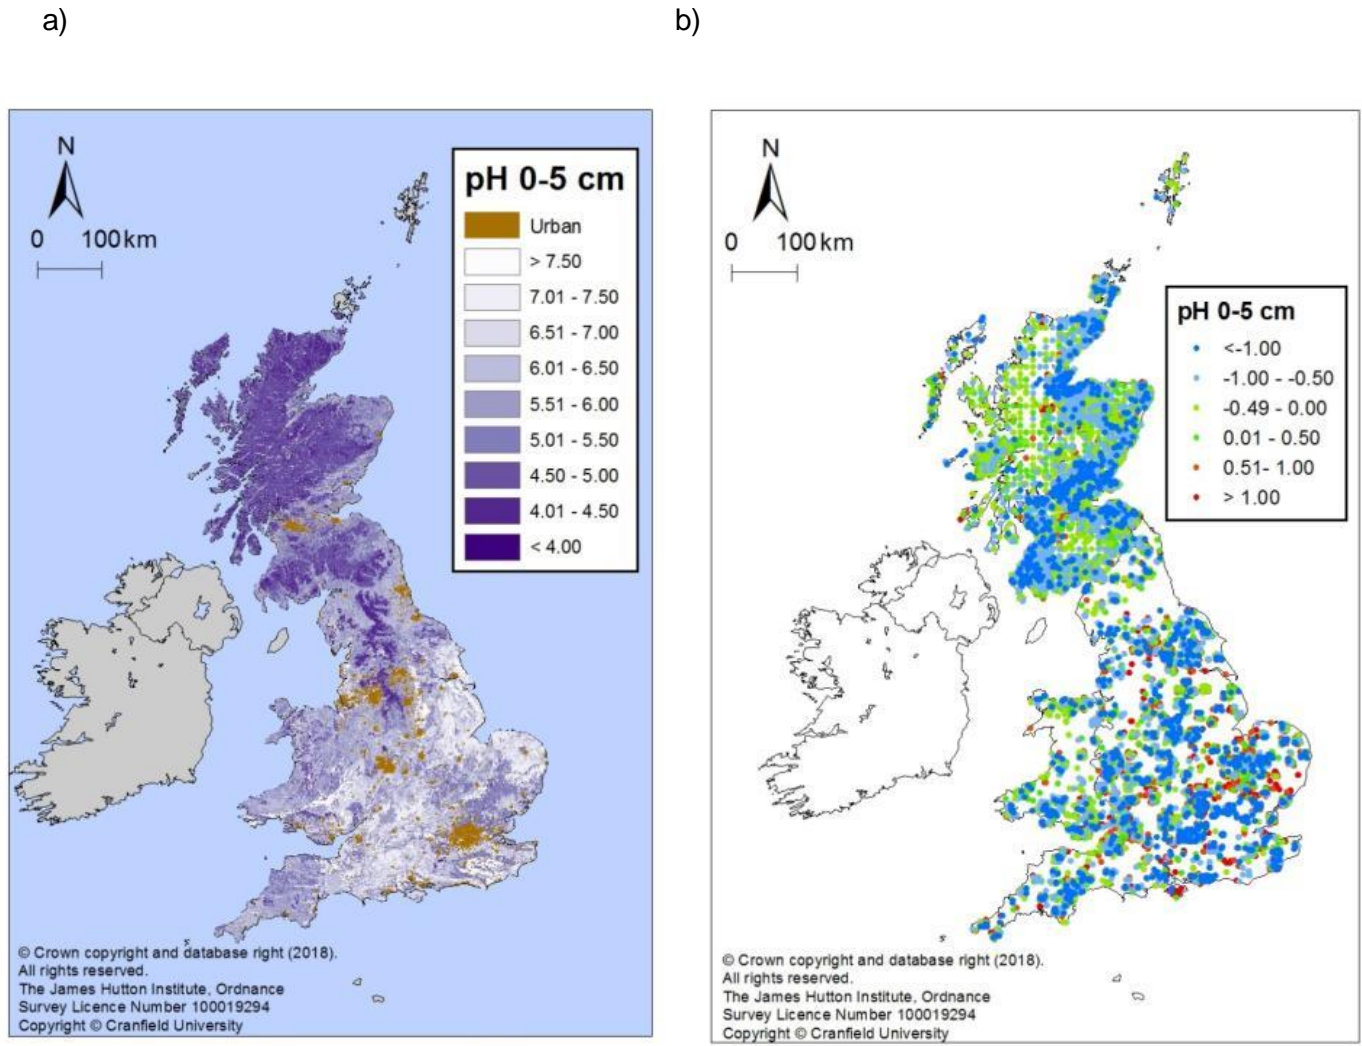 a)
b)
N
0 100 km
pH 0-5 cm
Urban
> 7.50
7.01 - 7.50
6.51 - 7.00
6.01 - 6.50
5.51 - 6.00
5.01 - 5.50
4.50 - 5.00
4.01 - 4.50
< 4.00
© Crown copyright and database right (2018).
All rights reserved.
The James Hutton Institute, Ordnance
Survey Licence Number 100019294
Copyright © Cranfield University
N
0 100 km
pH 0-5 cm
<-1.00
-1.00 - -0.50
-0.49 - 0.00
0.01 - 0.50
0.51- 1.00
> 1.00
© Crown copyright and database right (2018).
All rights reserved.
The James Hutton Institute, Ordnance
Survey Licence Number 100019294
Copyright © Cranfield University